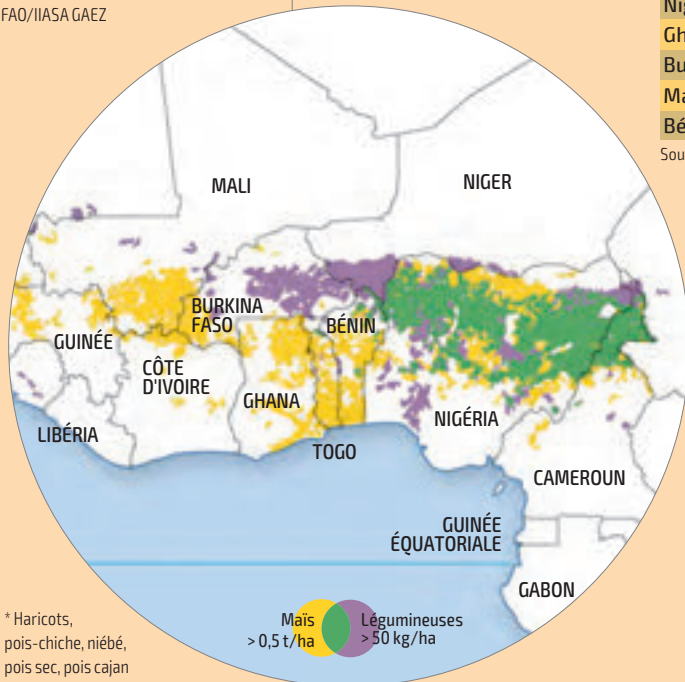 FAO/IIASA GAEZ
Sou
MALI
NIGER
BURKINA
FASO
BÉNIN
GUINÉE
CÔTE
D'IVOIRE
GHANA
NIGÉRIA
LIBÉRIA
TOGO
CAMEROUN
GUINÉE
ÉQUATORIALE
GABON
* Haricots,
pois-chiche, niébé,
pois sec, pois cajan
Maïs
> 0,5 t/ha
Légumineuses
> 50 kg/ha